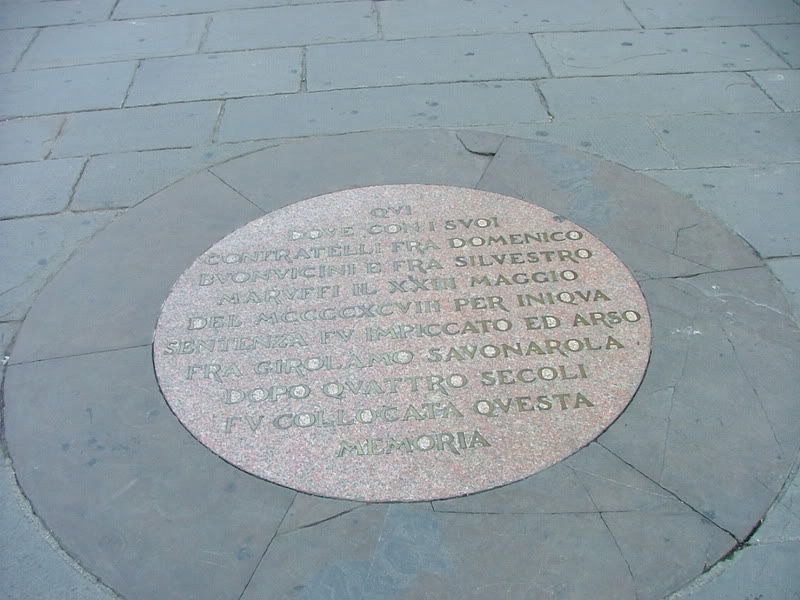 QVI
DOVE CON I SVOI
CONFRATELLI FRA DOMENICO
BVONVICINI E FRA SILVESTRO
MARVFFI IL XXIII MAGGIO
DEL MCCCCXCVIII PER INIQVA
SENTENZA FV IMPICCATO ED ARSO
FRA GIROLAMO SAVONAROLA
DOPO QVATTRO SECOLI
FV COLLOCATA QVESTA
MEMORIA